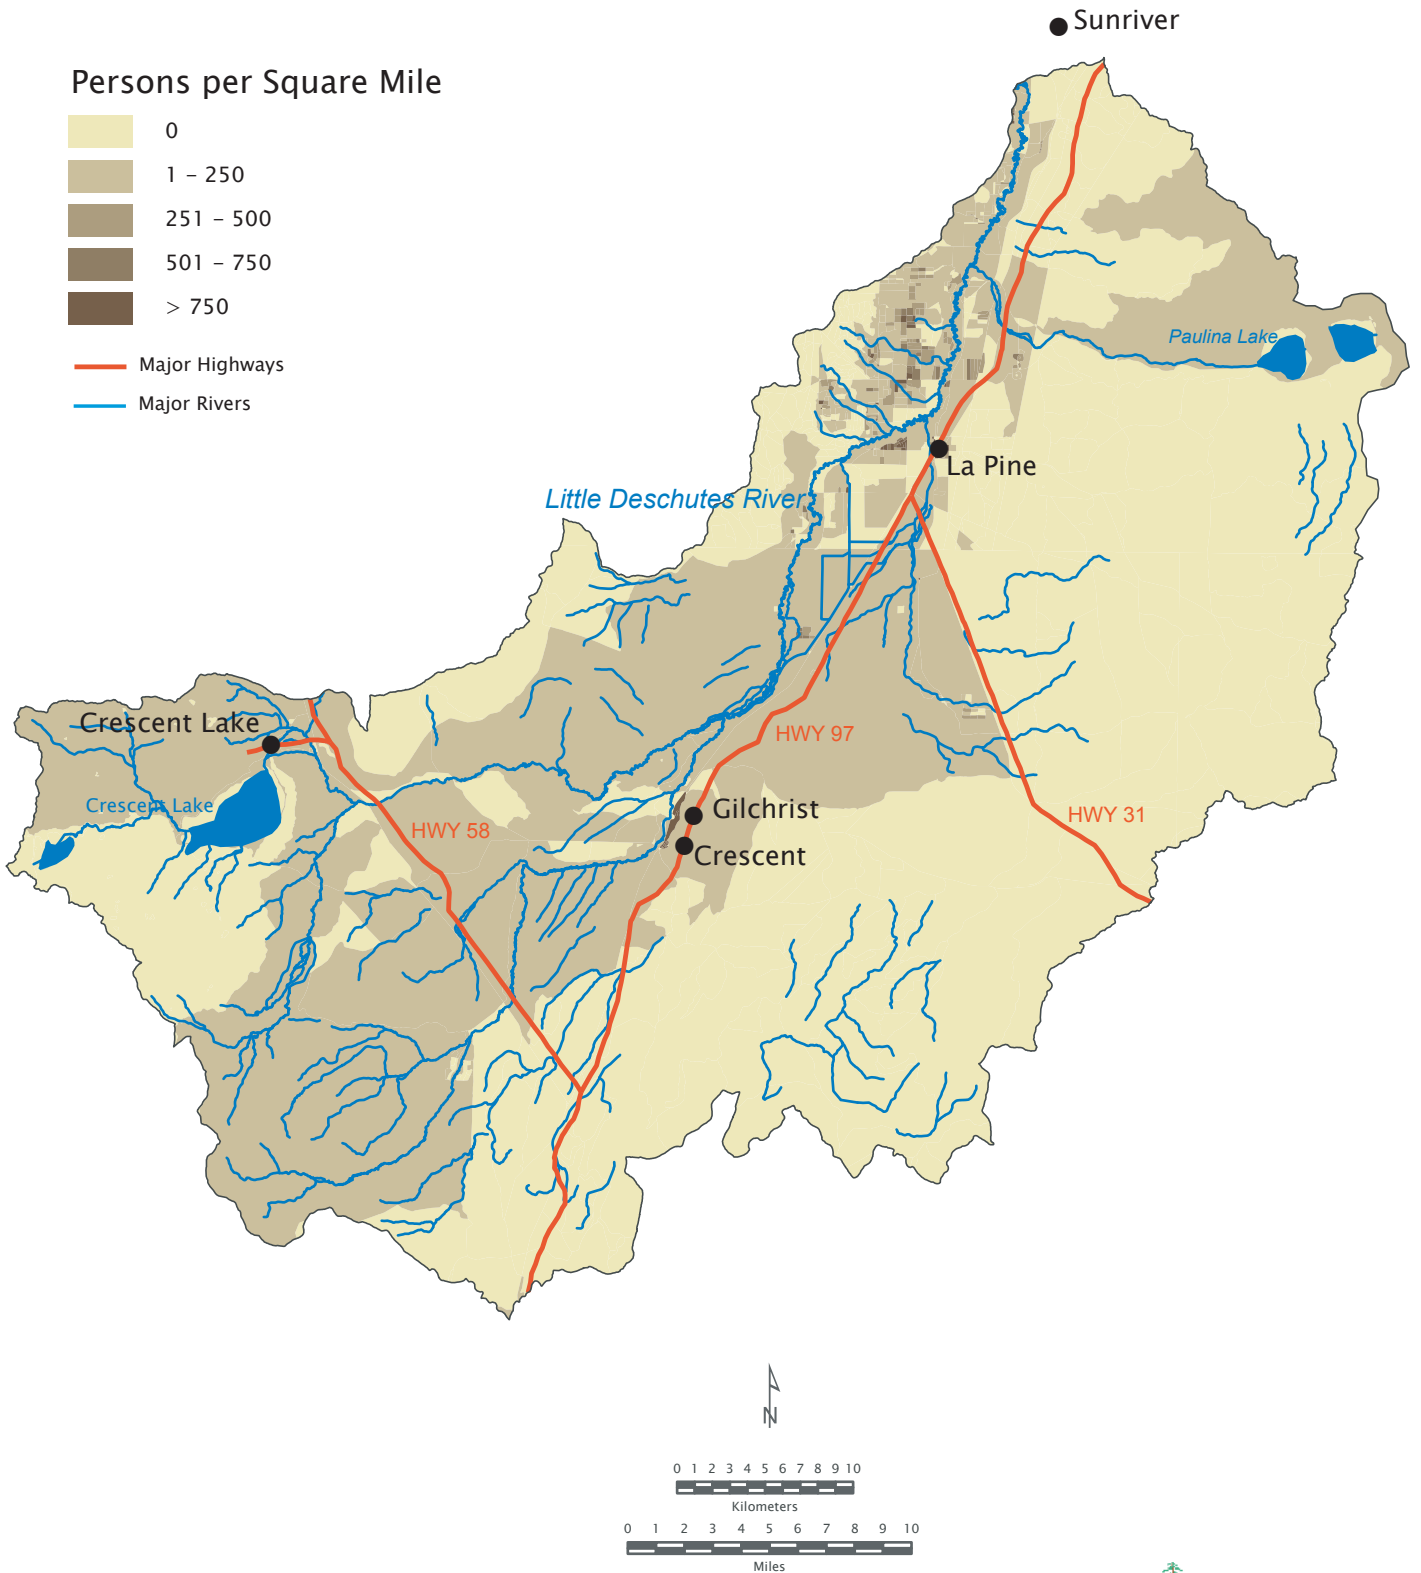 Sunriver
Persons per Square Mile
0
1 – 250
251 – 500
501 – 750
> 750
Major Highways
Major Rivers
Paulina Lake
La Pine
Little Deschutes River
Crescent Lake
HWY 97
Crescent Lake
Gilchrist
HWY 58
HWY 31
Crescent
N
0 1 2 3 4 5 6 7 8 9 10
Kilometers
0 1 2 3 4 5 6 7 8 9 10
Miles